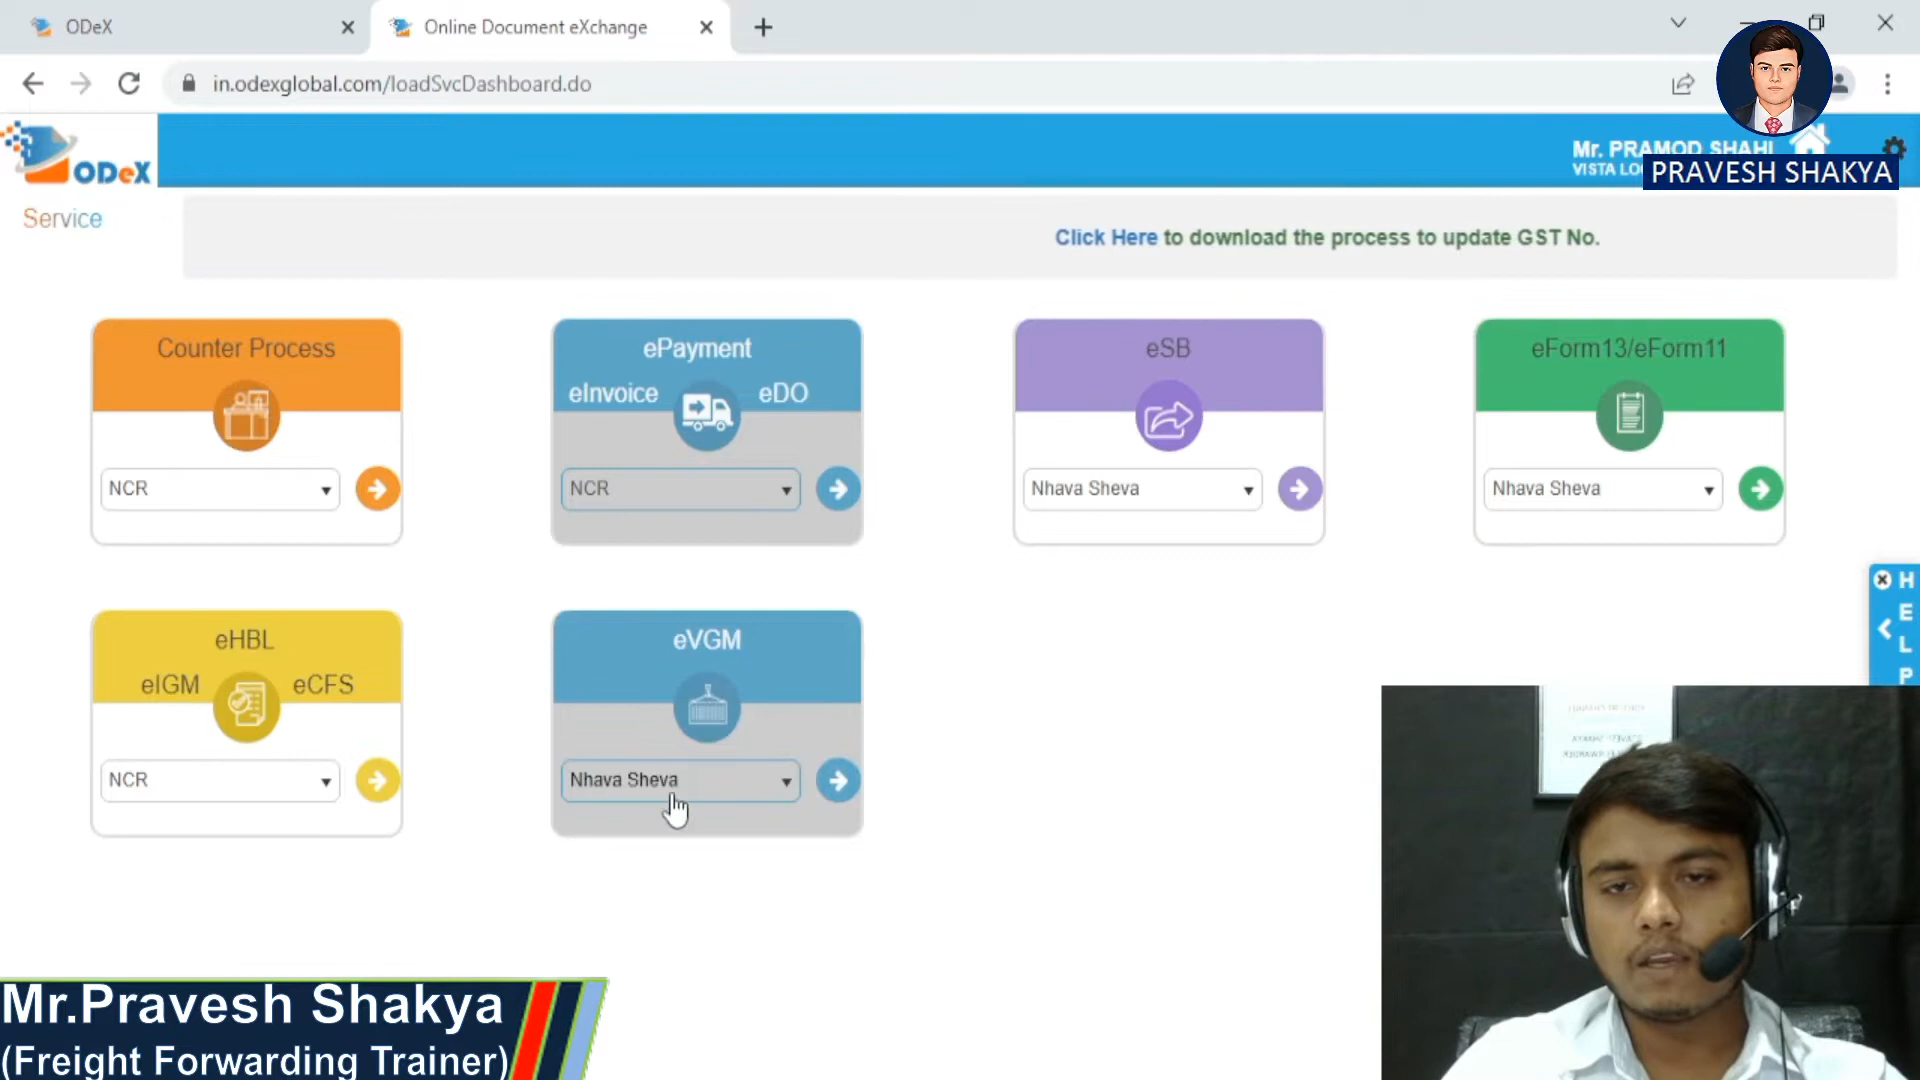 ODeX
Online Document eXchange
in.odexglobal.com/loadSvcDashboard.do
ODeX
Mr. PRAMOD SHAHI
VISTA LO
PRAVESH SHAKYA
Service
Click Here to download the process to update GST No.
Counter Process
NCR
ePayment
eInvoice eDO
NCR
eSB
Nhava Sheva
eForm13/eForm11
Nhava Sheva
eHBL
eIGM eCFS
NCR
eVGM
Nhava Sheva
HELP
Mr.Pravesh Shakya
(Freight Forwarding Trainer)